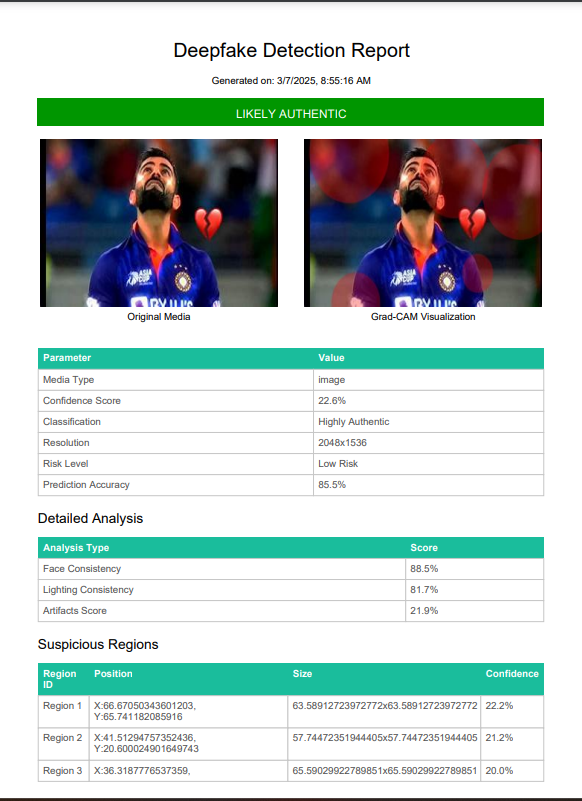 Deepfake Detection Report
Generated on: 3/7/2025, 8:55:16 AM
LIKELY AUTHENTIC
ASIA
CUP
ASIA
CUP
Original Media
Grad-CAM Visualization
Parameter Value
Media Type image
Confidence Score 22.6%
Classification Highly Authentic
Resolution 2048x1536
Risk Level Low Risk
Prediction Accuracy 85.5%
Detailed Analysis
Analysis Type Score
Face Consistency 88.5%
Lighting Consistency 81.7%
Artifacts Score 21.9%
Suspicious Regions
Region ID Position Size Confidence
Region 1 X:66.67050343601203, 63.58912723972772x63.58912723972772 22.2%
Y:65.741182085916
Region 2 X:41.51294757352436, 57.74472351944405x57.74472351944405 21.2%
Y:20.600024901649743
Region 3 X:36.3187776537359, 65.59029922789851x65.59029922789851 20.0%